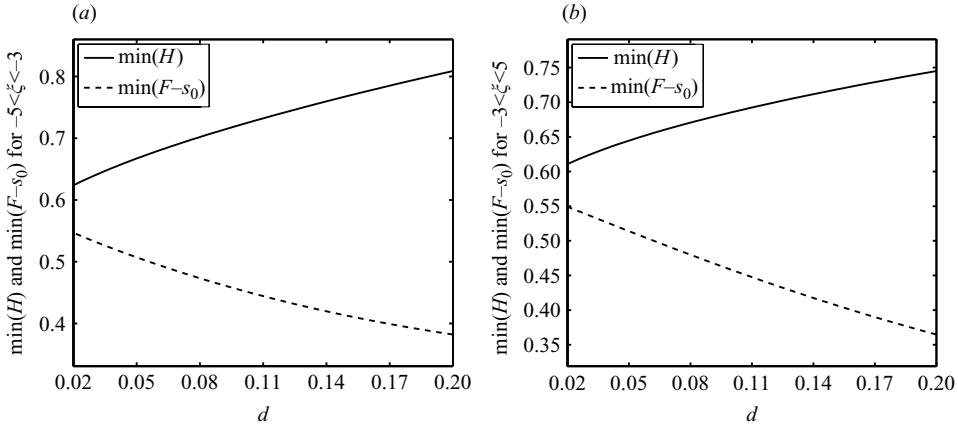 (a)
min(H)
min(F–s0)
min(H) and min(F–s0) for –5<ξ<–3
0.8
0.7
0.6
0.5
0.4
0.02 0.05 0.08 0.11 0.14 0.17 0.20
d
(b)
min(H)
min(F–s0)
min(H) and min(F–s0) for –3<ξ<5
0.75
0.70
0.65
0.60
0.55
0.50
0.45
0.40
0.35
0.02 0.05 0.08 0.11 0.14 0.17 0.20
d